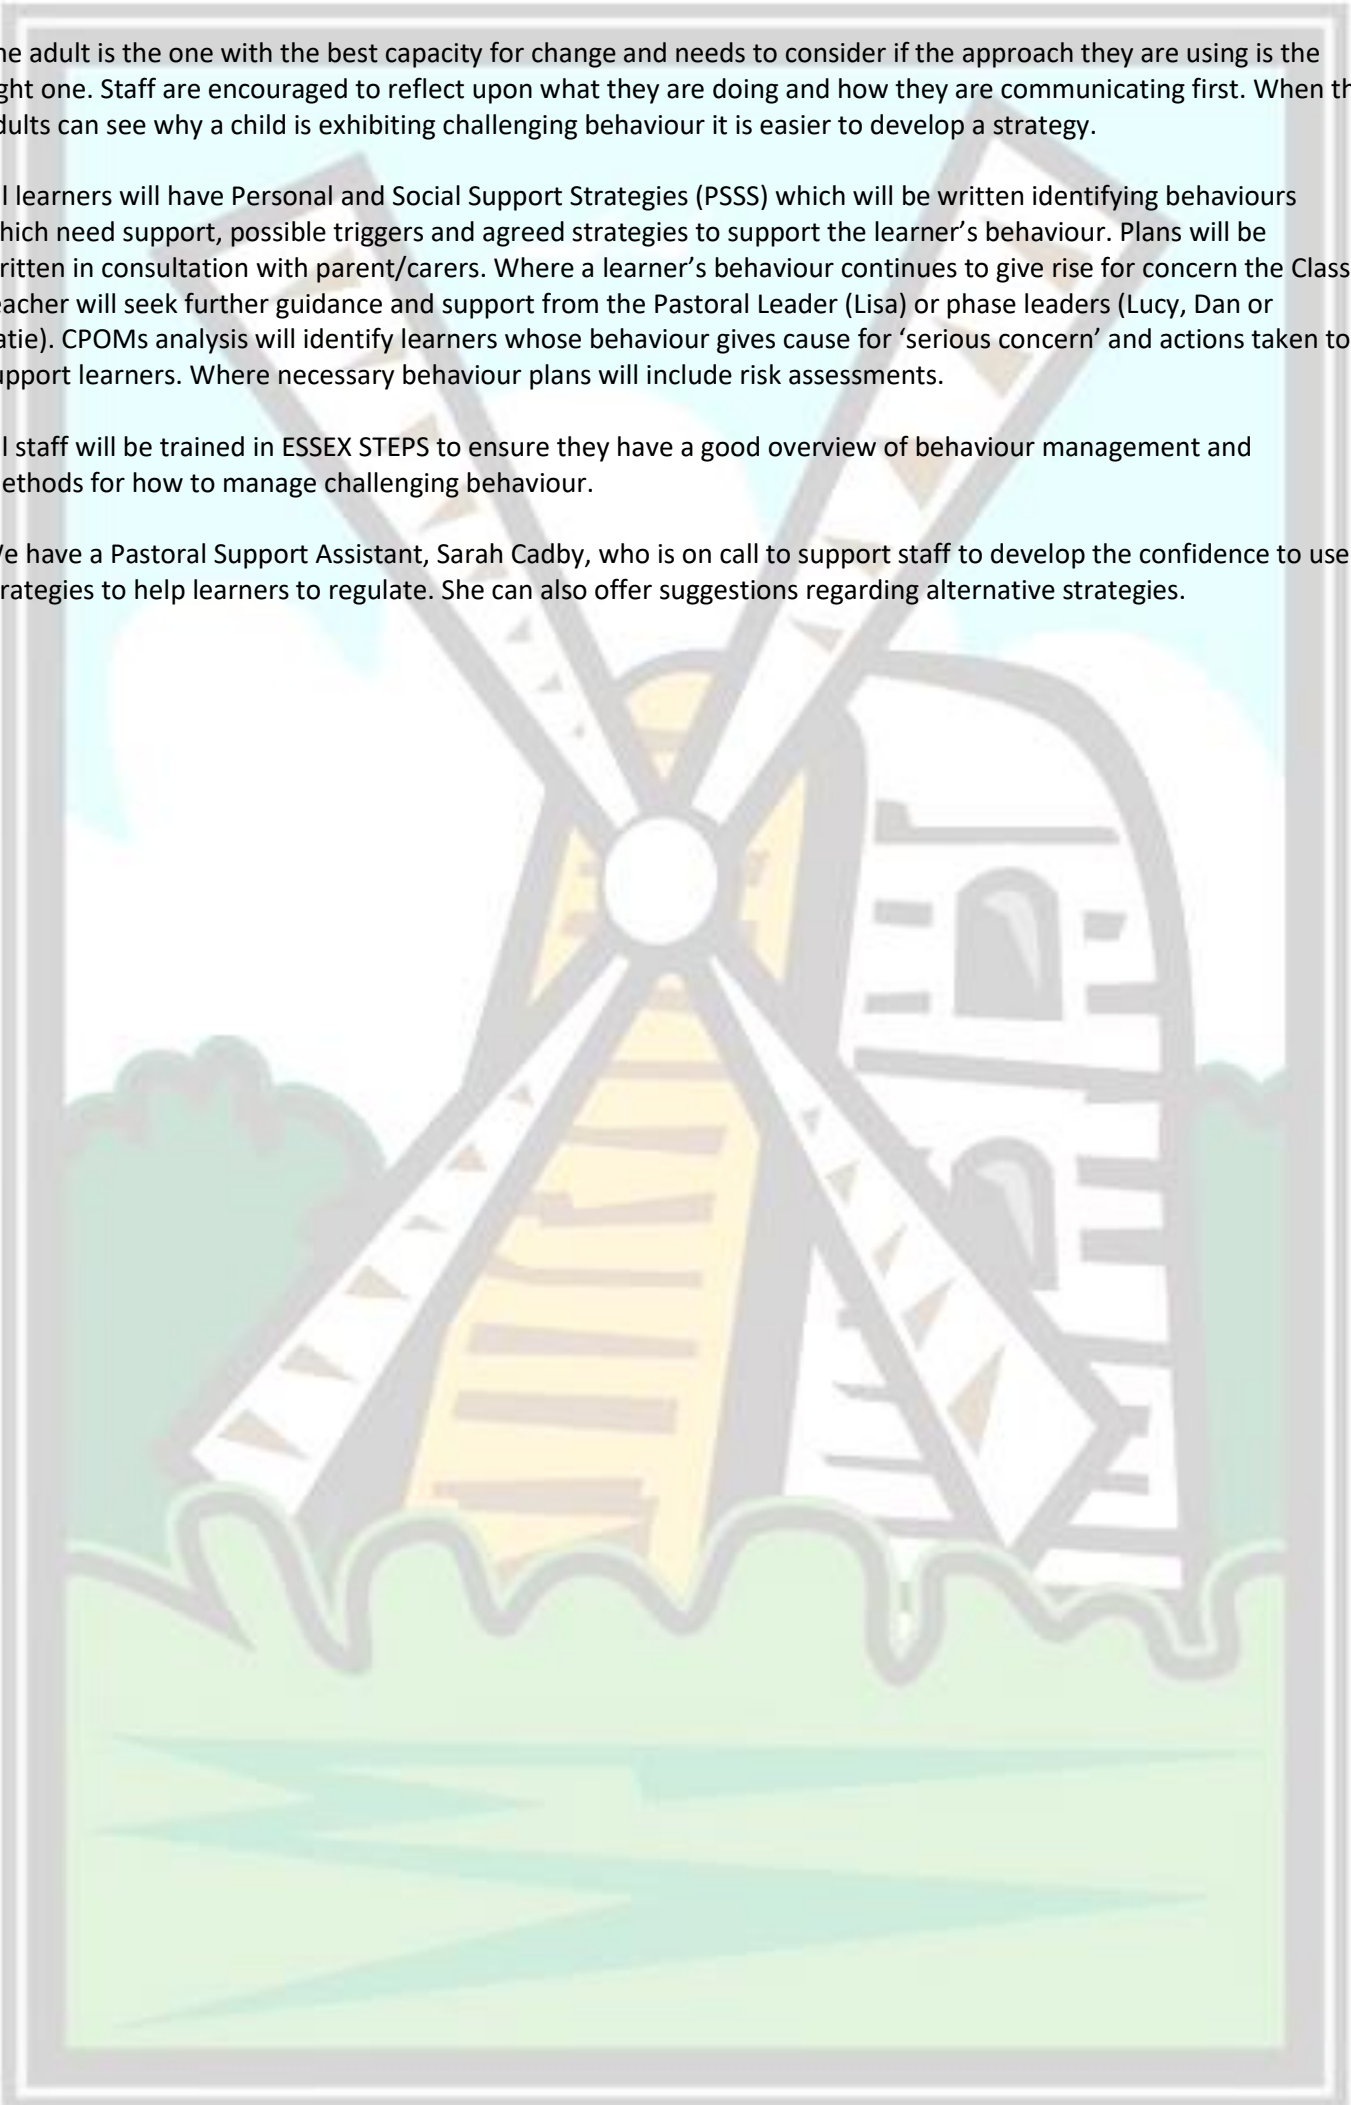 he adult is the one with the best capacity for change and needs to consider if the approach they are using is the
ght one. Staff are encouraged to reflect upon what they are doing and how they are communicating first. When th
dults can see why a child is exhibiting challenging behaviour it is easier to develop a strategy.
l learners will have Personal and Social Support Strategies (PSSS) which will be written identifying behaviours
hich need support, possible triggers and agreed strategies to support the learner’s behaviour. Plans will be
ritten in consultation with parent/carers. Where a learner’s behaviour continues to give rise for concern the Class
eacher will seek further guidance and support from the Pastoral Leader (Lisa) or phase leaders (Lucy, Dan or
atie). CPOMs analysis will identify learners whose behaviour gives cause for ‘serious concern’ and actions taken to
upport learners. Where necessary behaviour plans will include risk assessments.
l staff will be trained in ESSEX STEPS to ensure they have a good overview of behaviour management and
ethods for how to manage challenging behaviour.
e have a Pastoral Support Assistant, Sarah Cadby, who is on call to support staff to develop the confidence to use
rategies to help learners to regulate. She can also offer suggestions regarding alternative strategies.